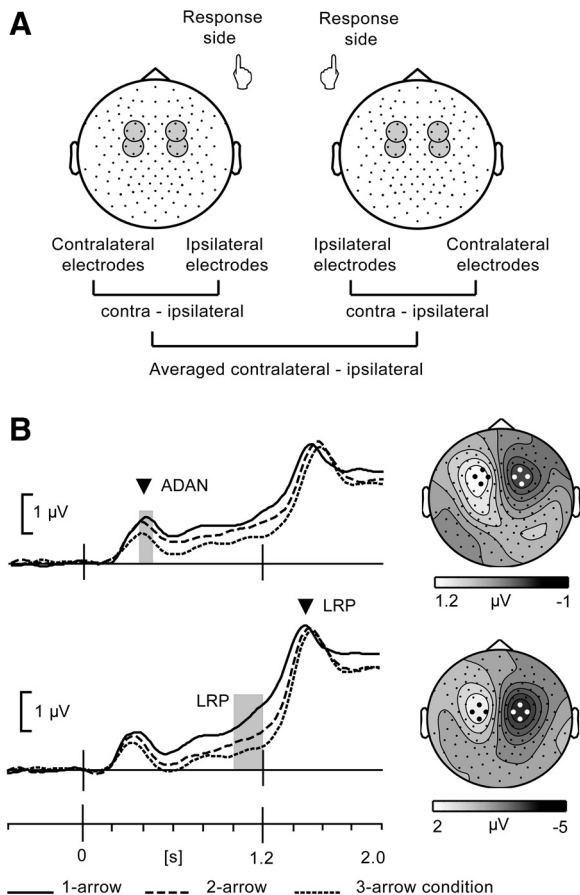 A
Response side
Response side
Contralateral electrodes
Ipsilateral electrodes
Ipsilateral electrodes
Contralateral electrodes
contra - ipsilateral
contra - ipsilateral
Averaged contralateral - ipsilateral
B
ADAN
1 µV
1.2 µV -1
LRP
LRP
1 µV
2 µV -5
0 [s] 1.2 2.0
1-arrow 2-arrow 3-arrow condition